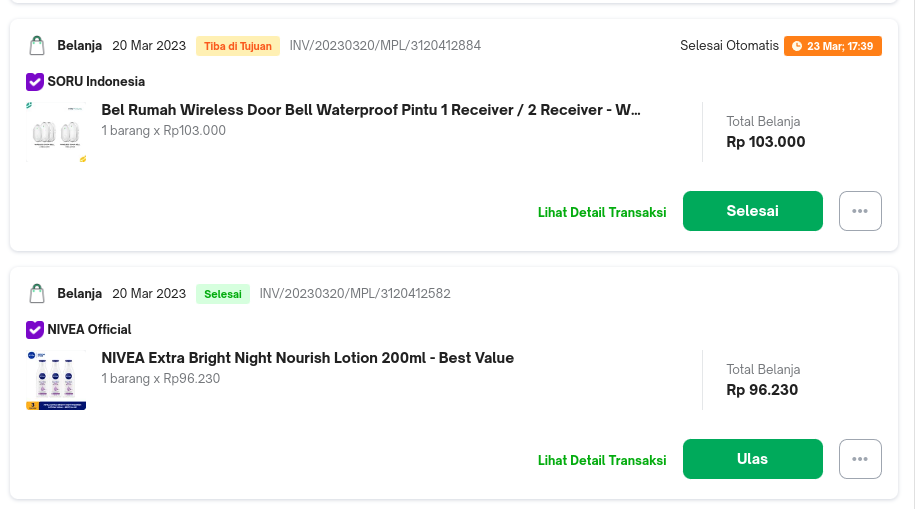 Belanja 20 Mar 2023 Tiba di Tujuan INV/20230320/MPL/3120412884 Selesai Otomatis 23 Mar; 17:39
SORU Indonesia
Bel Rumah Wireless Door Bell Waterproof Pintu 1 Receiver / 2 Receiver - W...
1 barang x Rp103.000
Total Belanja
Rp 103.000
Lihat Detail Transaksi Selesai
Belanja 20 Mar 2023 Selesai INV/20230320/MPL/3120412582
NIVEA Official
NIVEA Extra Bright Night Nourish Lotion 200ml - Best Value
1 barang x Rp96.230
Total Belanja
Rp 96.230
Lihat Detail Transaksi Ulas